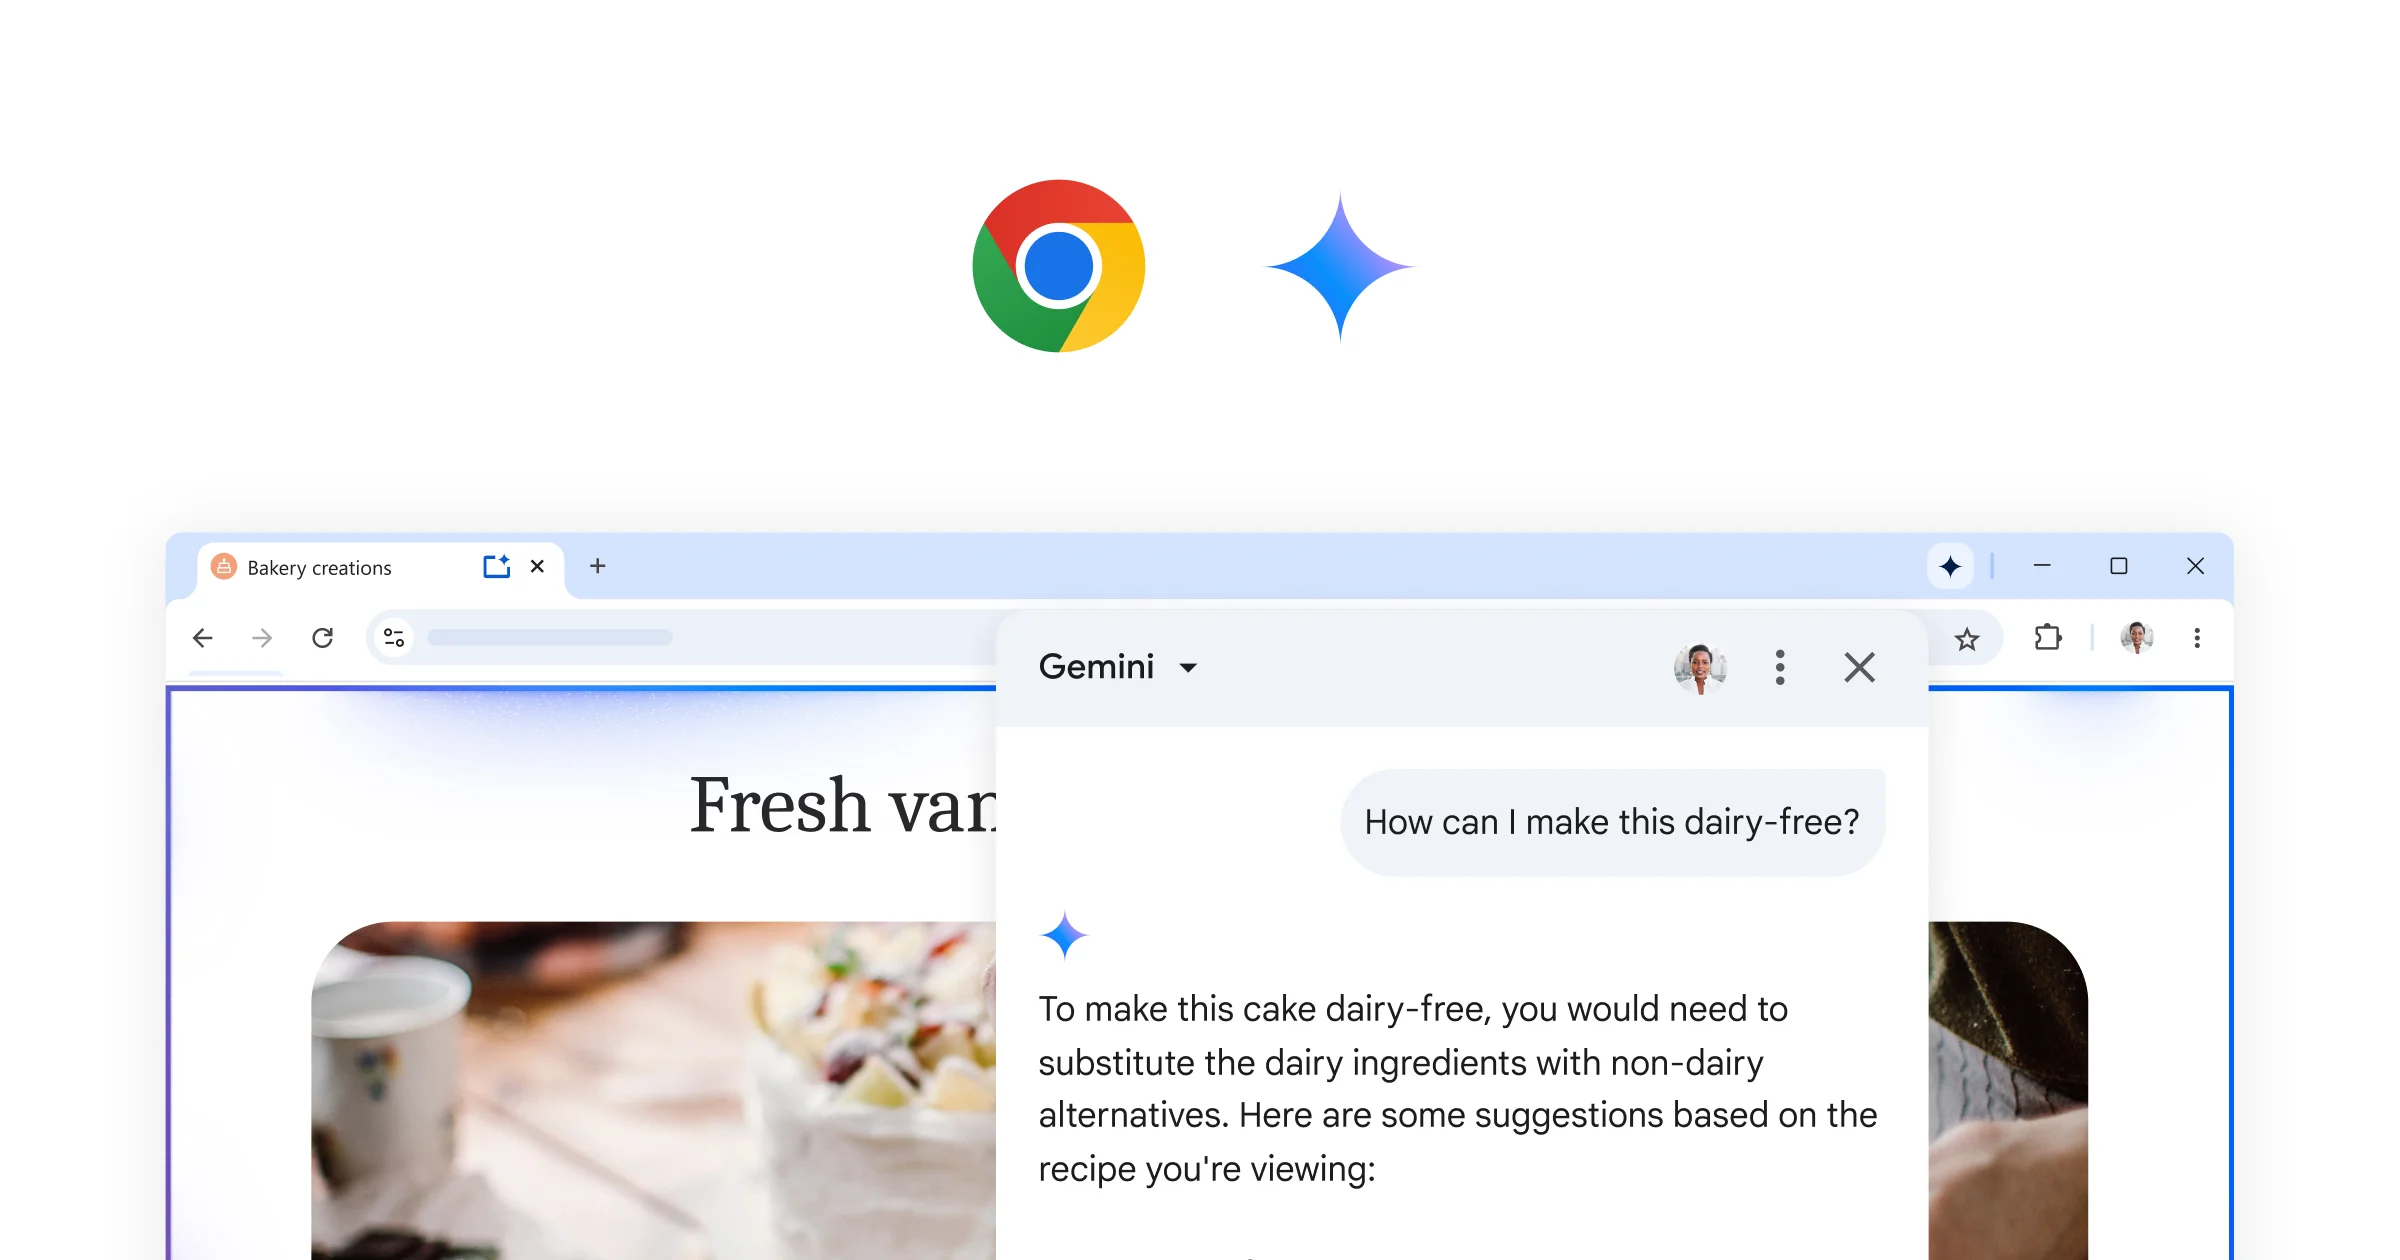 Bakery creations
Gemini
Fresh
How can I make this dairy-free?
To make this cake dairy-free, you would need to
substitute the dairy ingredients with non-dairy
alternatives. Here are some suggestions based on the
recipe you're viewing: